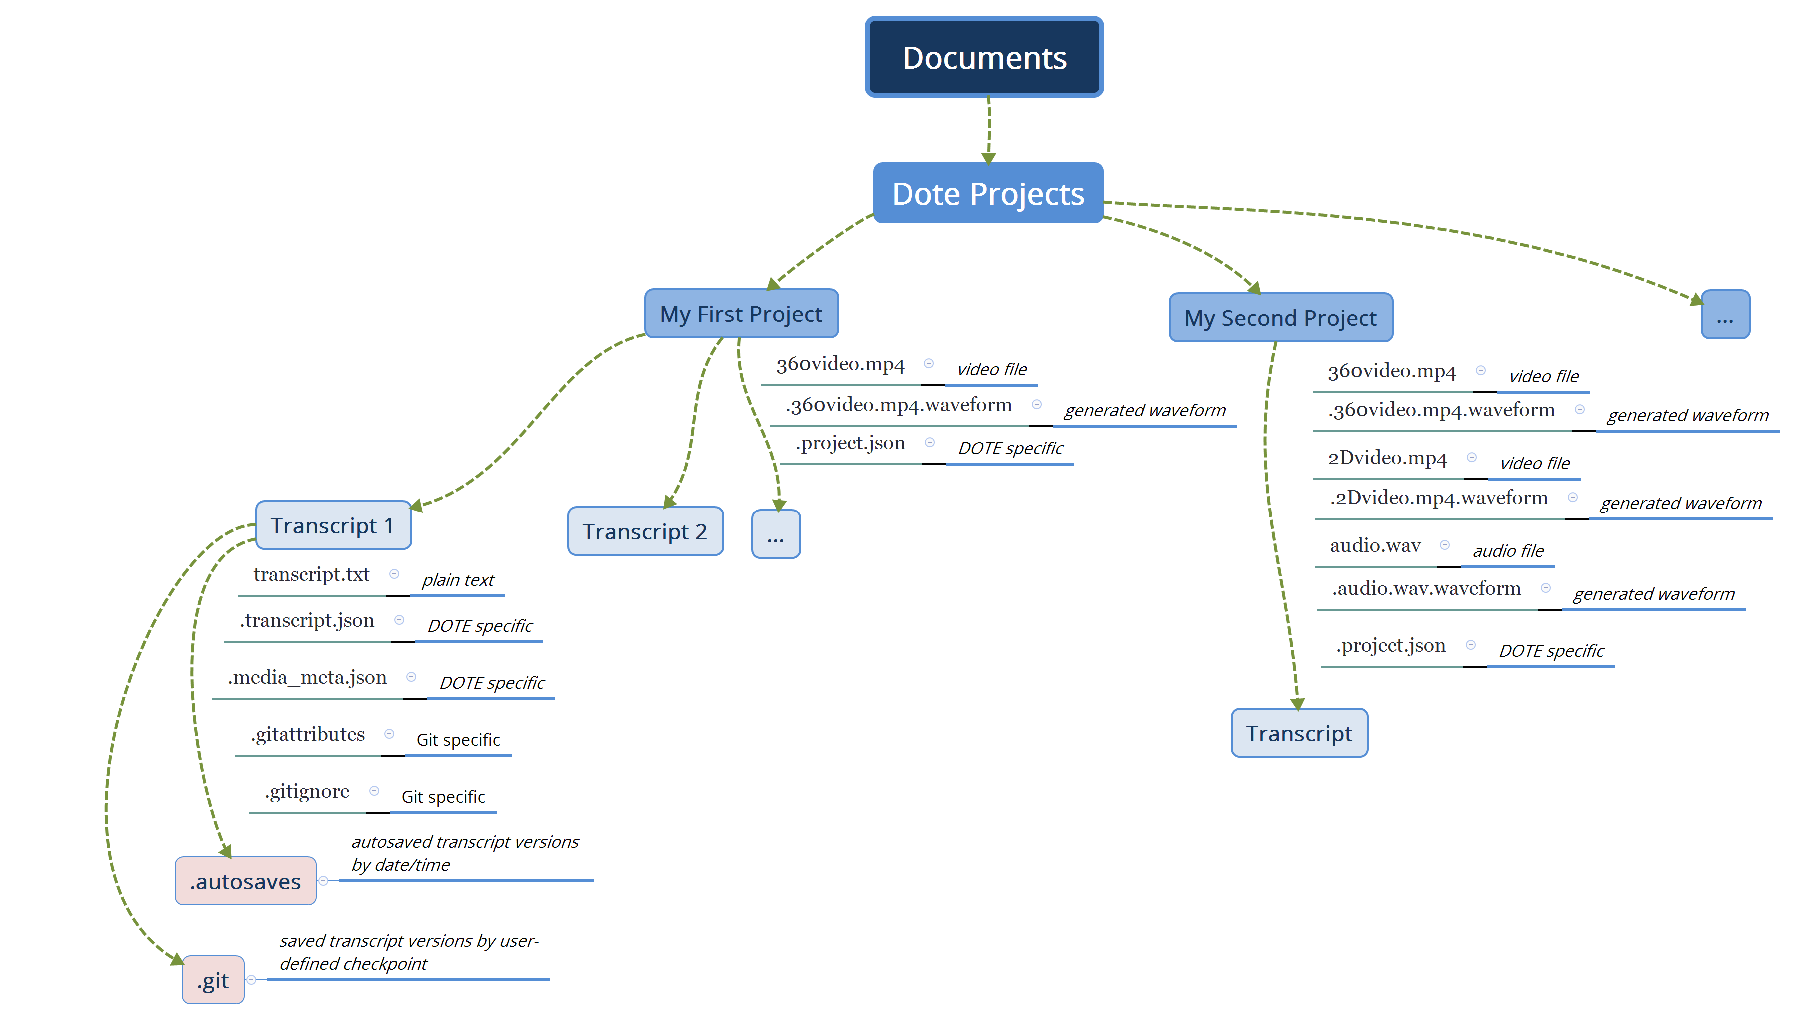 Documents
Dote Projects
My First Project
My Second Project
...
360video.mp4 video file
.360video.mp4.waveform generated waveform
.project.json DOTE specific
360video.mp4 video file
.360video.mp4.waveform generated waveform
2Dvideo.mp4 video file
.2Dvideo.mp4.waveform generated waveform
audio.wav audio file
.audio.wav.waveform generated waveform
.project.json DOTE specific
Transcript 1
Transcript 2
...
transcript.txt plain text
.transcript.json DOTE specific
.media_meta.json DOTE specific
.gitattributes Git specific
.gitignore Git specific
Transcript
.autosaves
autosaved transcript versions
by date/time
.git
saved transcript versions by user-
defined checkpoint